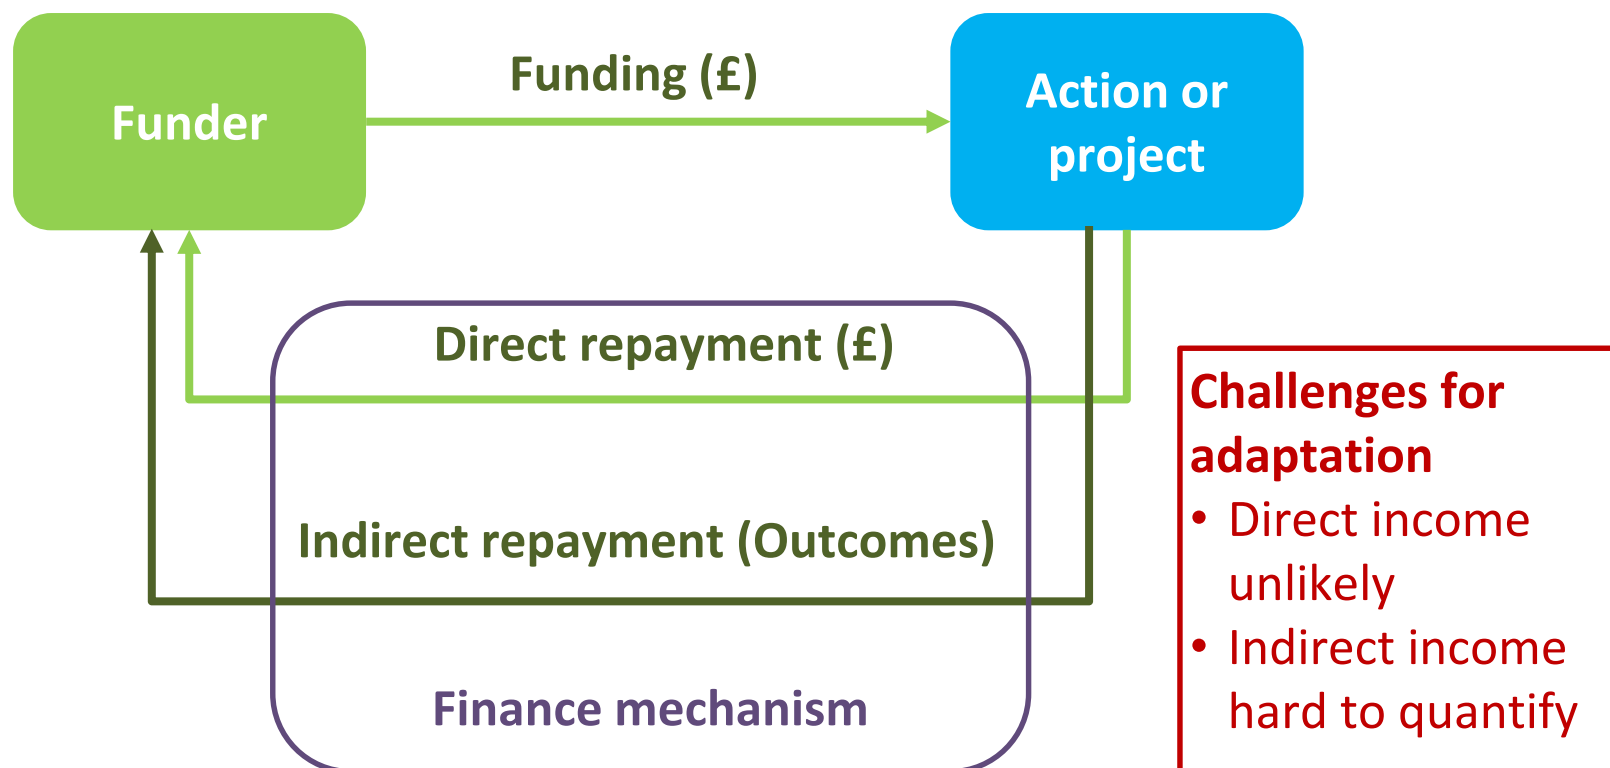 Funder
Funding (£)
Action or
project
Direct repayment (£)
Indirect repayment (Outcomes)
Finance mechanism
Challenges for
adaptation
• Direct income
unlikely
• Indirect income
hard to quantify